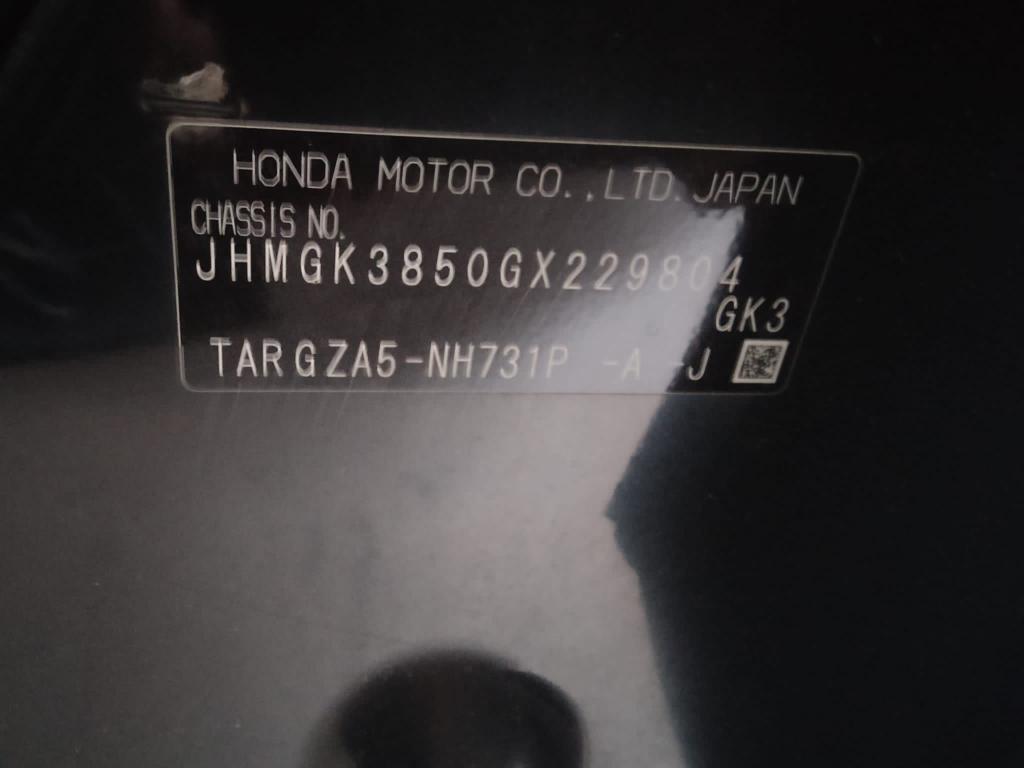 HONDA MOTOR CO.,LTD. JAPAN
CHASSIS NO.
JHMGK3850GX229804
GK3
TARGZA5-NH731P -A -J